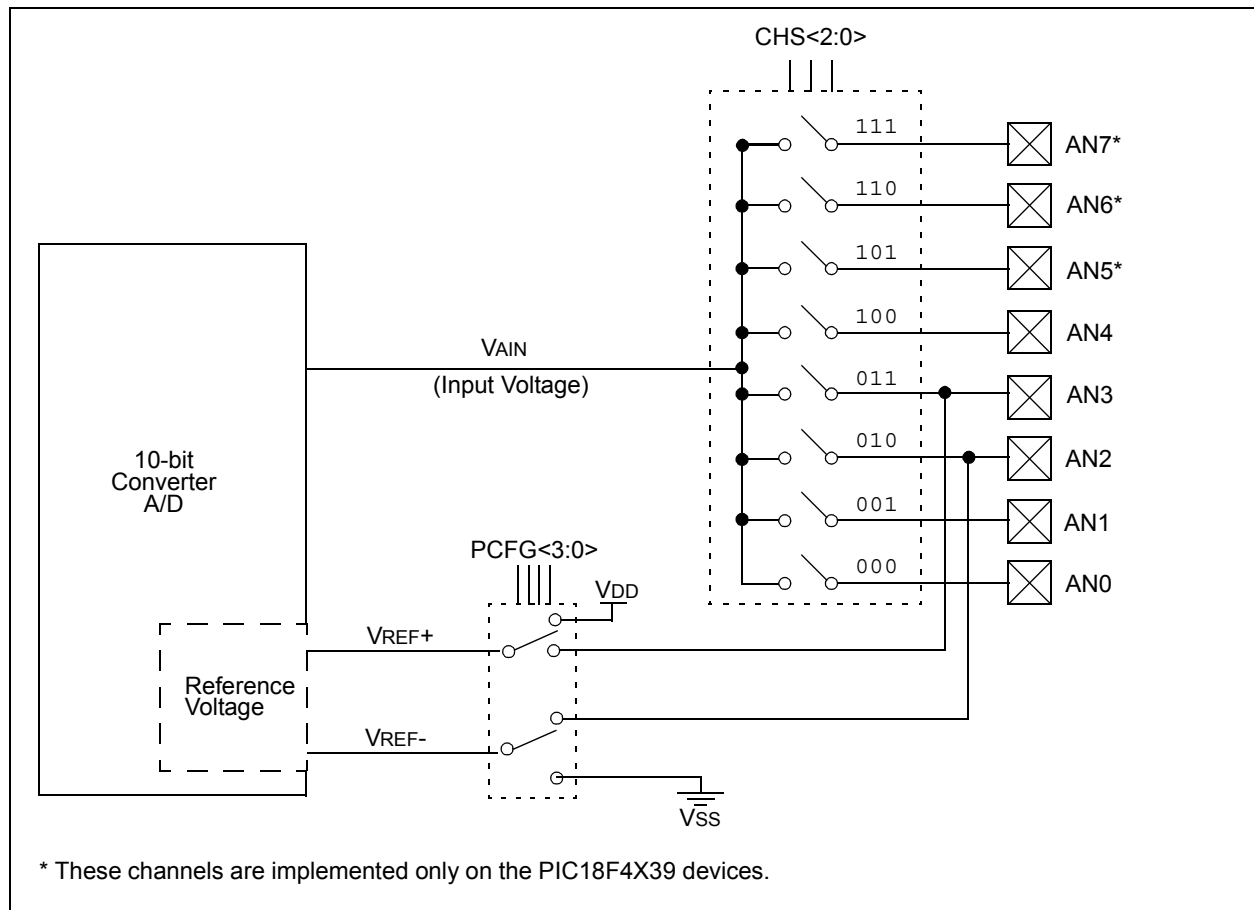 CHS<2:0>
111
AN7*
110
AN6*
101
AN5*
100
AN4
VAIN
(Input Voltage)
011
AN3
010
AN2
10-bit
Converter
A/D
001
AN1
PCFG<3:0>
000
AN0
VDD
VREF+
Reference
Voltage
VREF-
VSS
* These channels are implemented only on the PIC18F4X39 devices.